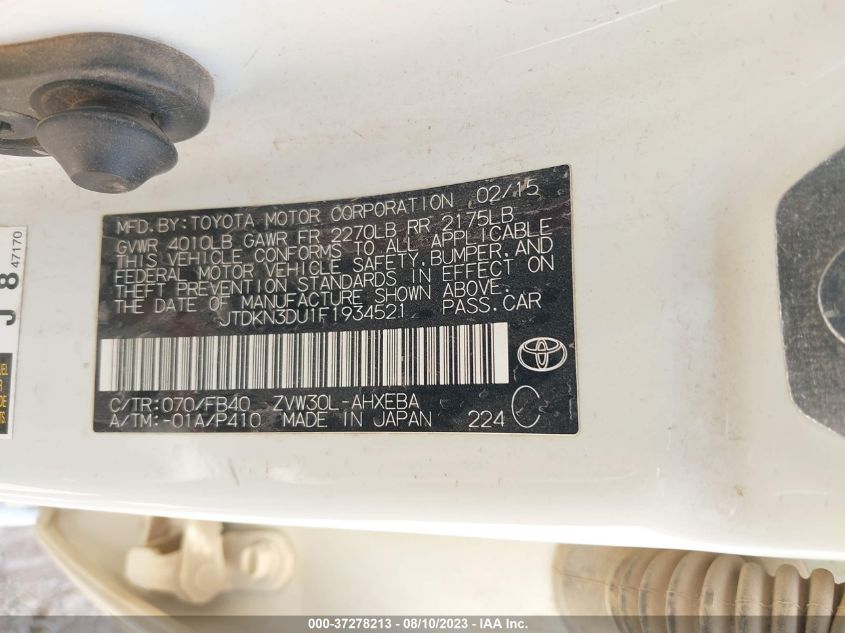 MFD.BY:TOYOTA MOTOR CORPORATION 02/15
GVWR 4010LB GAWR FR 2270LB RR 2175LB
THIS VEHICLE CONFORMS TO ALL APPLICABLE
FEDERAL MOTOR VEHICLE SAFETY,BUMPER,AND
THEFT PREVENTION STANDARDS IN EFFECT ON
THE DATE OF MANUFACTURE SHOWN ABOVE.
JTDKN3DU1F1934521 PASS.CAR
C/TR:070/FB40 ZVW30L-AHXEBA
A/TM:-01A/P410 MADE IN JAPAN 224 C
J 8 47170
000-37278213 - 08/10/2023 - IAA Inc.